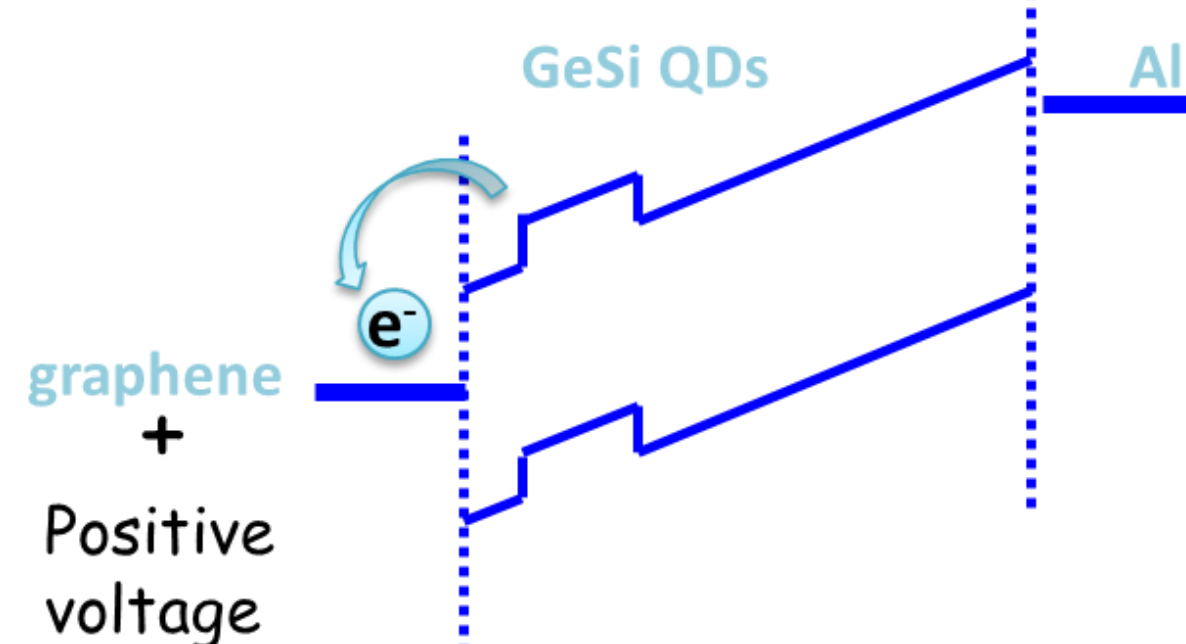 GeSi QDs
Al
e⁻
graphene
+
Positive
voltage